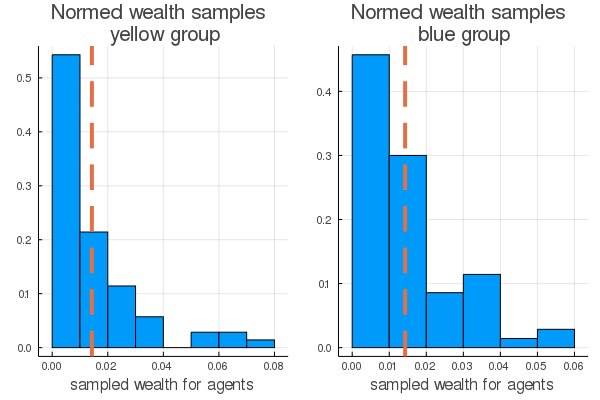 Normed wealth samples
yellow group
0.5
0.4
0.3
0.2
0.1
0.0
0.00 0.02 0.04 0.06 0.08
sampled wealth for agents
Normed wealth samples
blue group
0.4
0.3
0.2
0.1
0.0
0.00 0.01 0.02 0.03 0.04 0.05 0.06
sampled wealth for agents